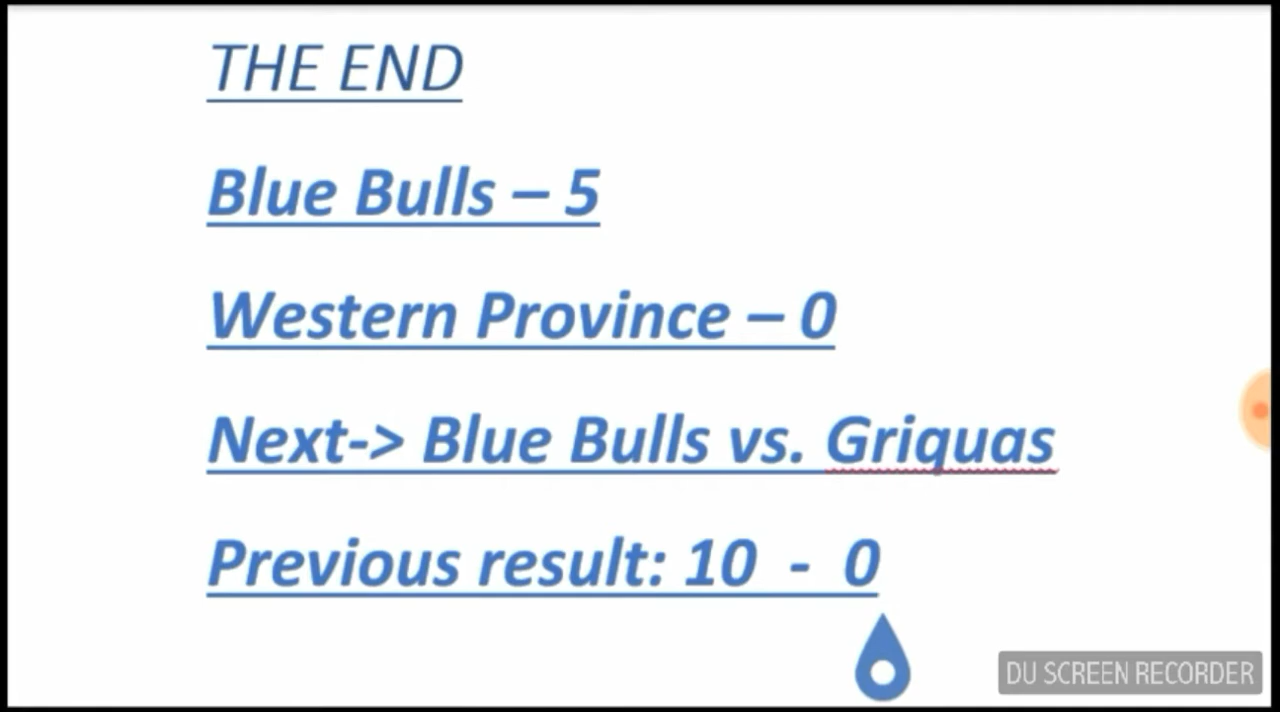 THE END
Blue Bulls – 5
Western Province – 0
Next-> Blue Bulls vs. Griquas
Previous result: 10 - 0
DU SCREEN RECORDER